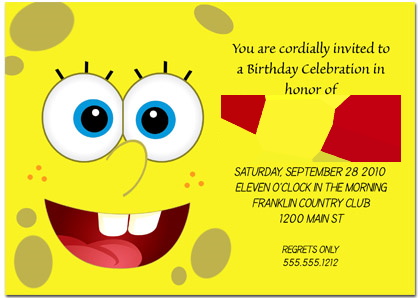 You are cordially invited to
a Birthday Celebration in
honor of
SATURDAY, SEPTEMBER 28 2010
ELEVEN O'CLOCK IN THE MORNING
FRANKLIN COUNTRY CLUB
1200 MAIN ST
REGRETS ONLY
555.555.1212